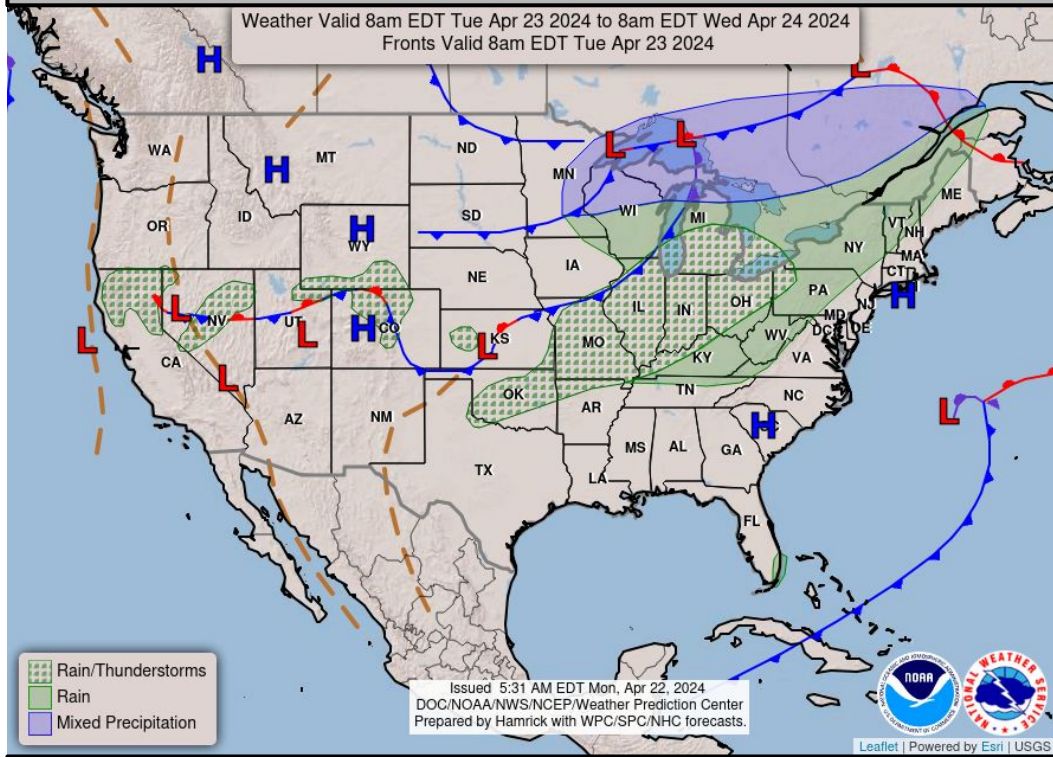 Weather Valid 8am EDT Tue Apr 23 2024 to 8am EDT Wed Apr 24 2024
Fronts Valid 8am EDT Tue Apr 23 2024
H
L
L
L
WA
MT
ND
MN
H
ME
OR
ID
H
WY
SD
WI
MI
VT
NH
NY
MA
CT
IA
NE
PA
NJ
H
L
NV
UT
H
CO
L
KS
IL
IN
OH
MD
DE
DC
WV
VA
L
L
CA
L
MO
KY
OK
AR
TN
NC
L
AZ
NM
H
SC
MS
AL
GA
TX
LA
FL
Rain/Thunderstorms
Rain
Mixed Precipitation
Issued 5:31 AM EDT Mon, Apr 22, 2024
DOC/NOAA/NWS/NCEP/Weather Prediction Center
Prepared by Hamrick with WPC/SPC/NHC forecasts.
NOAA
NATIONAL WEATHER SERVICE
Leaflet | Powered by Esri | USGS